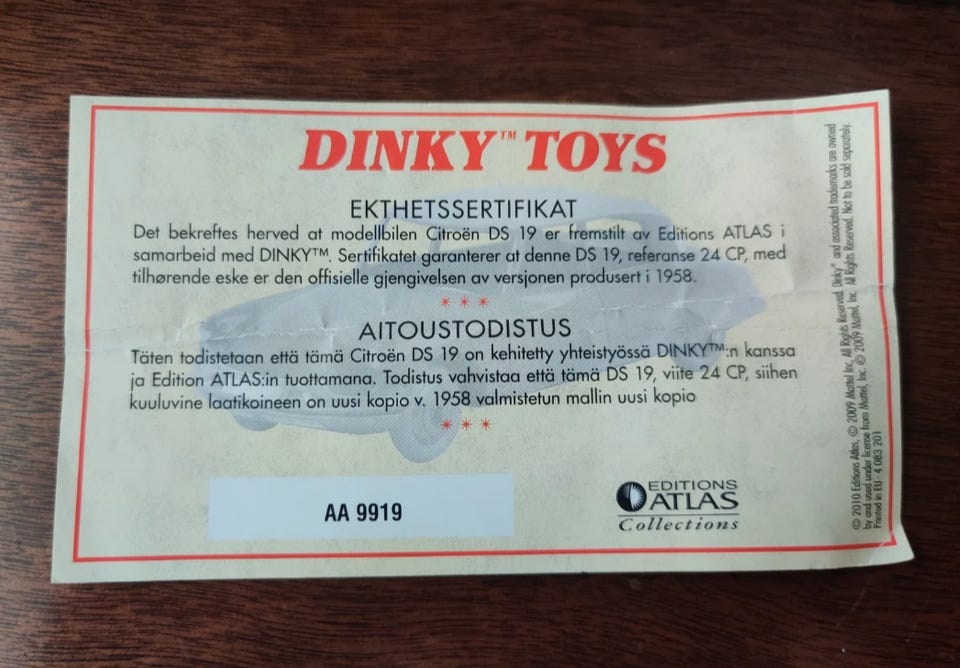 DINKY™ TOYS
EKTHETSSERTIFIKAT
Det bekreftes herved at modellbilen Citroën DS 19 er fremstilt av Editions ATLAS i
samarbeid med DINKY™. Sertifikatet garanterer at denne DS 19, referanse 24 CP, med
tilhørende eske er den offisielle gjengivelsen av versjonen produsert i 1958.
✶ ✶ ✶
AITOUSTODISTUS
Täten todistetaan että tämä Citroën DS 19 on kehitetty yhteistyössä DINKY™:n kanssa
ja Edition ATLAS:in tuottamana. Todistus vahvistaa että tämä DS 19, viite 24 CP, siihen
kuuluvine laatikoineen on uusi kopio v. 1958 valmistetun mallin uusi kopio
✶ ✶ ✶
AA 9919
EDITIONS
ATLAS
Collections
© 2010 Editions Atlas, © 2009 Mattel Inc, All Rights Reserved. Dinky™ and associated trademarks are owned
by and used under license from Mattel, Inc. © 2009 Mattel, Inc. All Rights Reserved. Not to be sold separately.
Printed in EU - 4 083 201